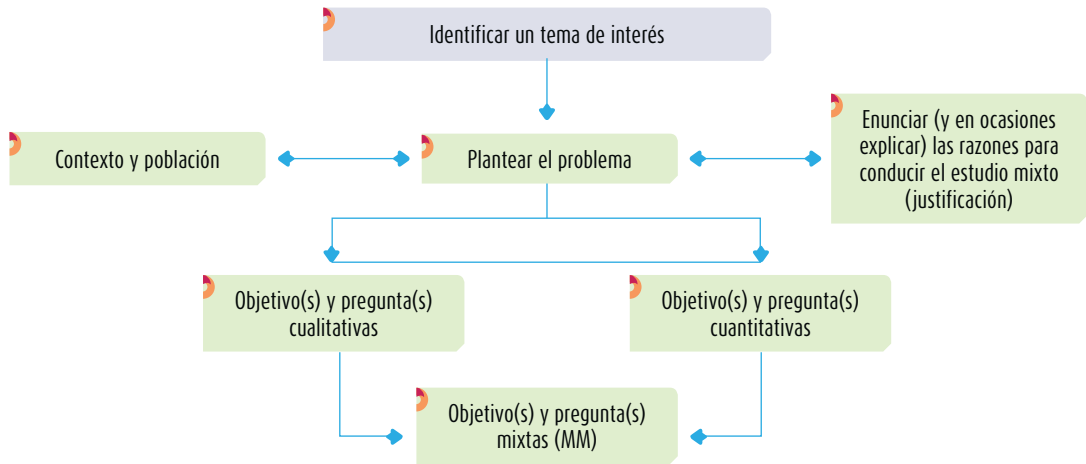 Identificar un tema de interés
Contexto y población
Plantear el problema
Enunciar (y en ocasiones
explicar) las razones para
conducir el estudio mixto
(justificación)
Objetivo(s) y pregunta(s)
cualitativas
Objetivo(s) y pregunta(s)
cuantitativas
Objetivo(s) y pregunta(s)
mixtas (MM)